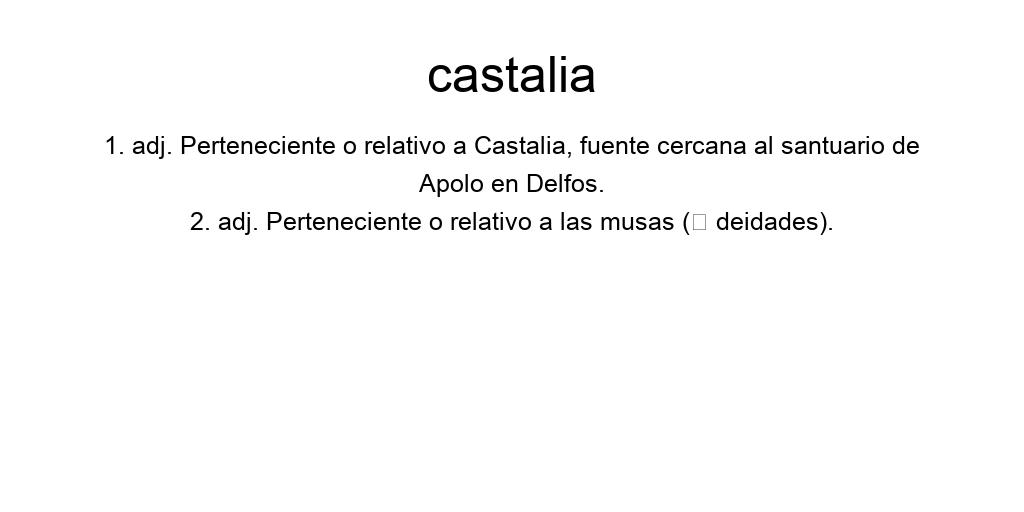 castalia
1. adj. Perteneciente o relativo a Castalia, fuente cercana al santuario de
Apolo en Delfos.
2. adj. Perteneciente o relativo a las musas (□ deidades).